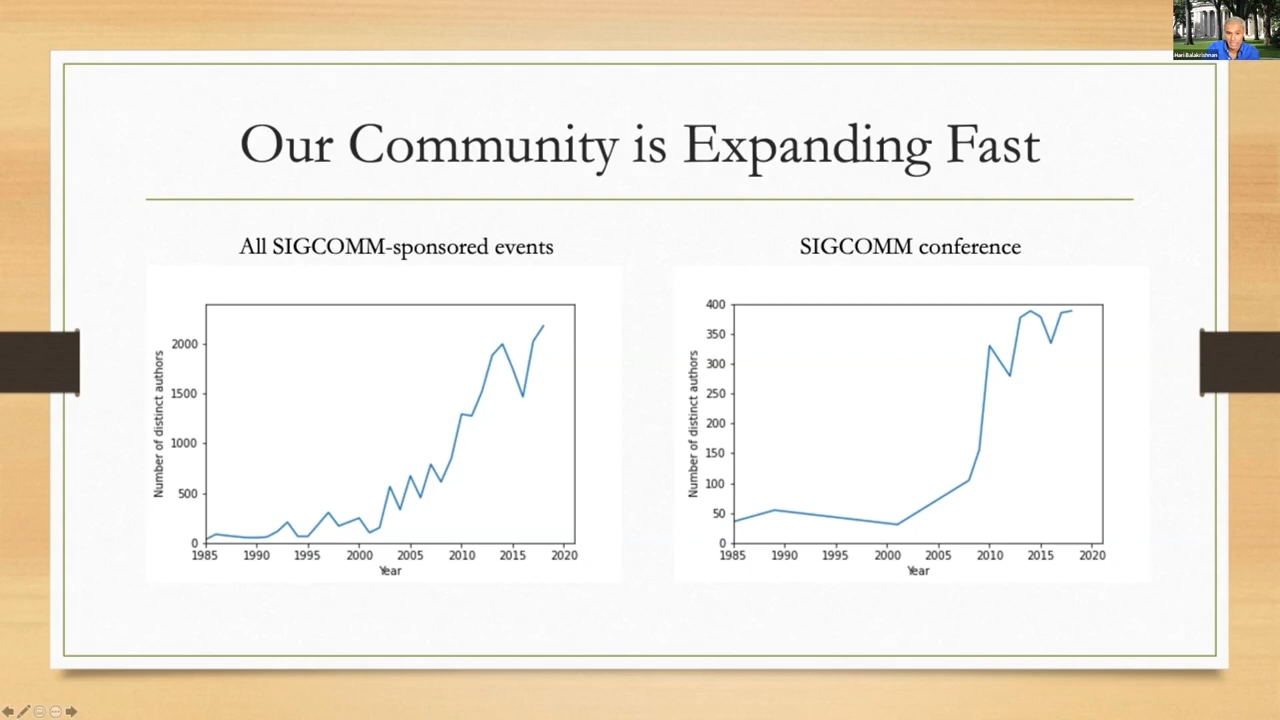 Hari Balakrishnan
Our Community is Expanding Fast
All SIGCOMM-sponsored events
Number of distinct authors
2000
1500
1000
500
0
1985 1990 1995 2000 2005 2010 2015 2020
Year
SIGCOMM conference
Number of distinct authors
400
350
300
250
200
150
100
50
0
1985 1990 1995 2000 2005 2010 2015 2020
Year